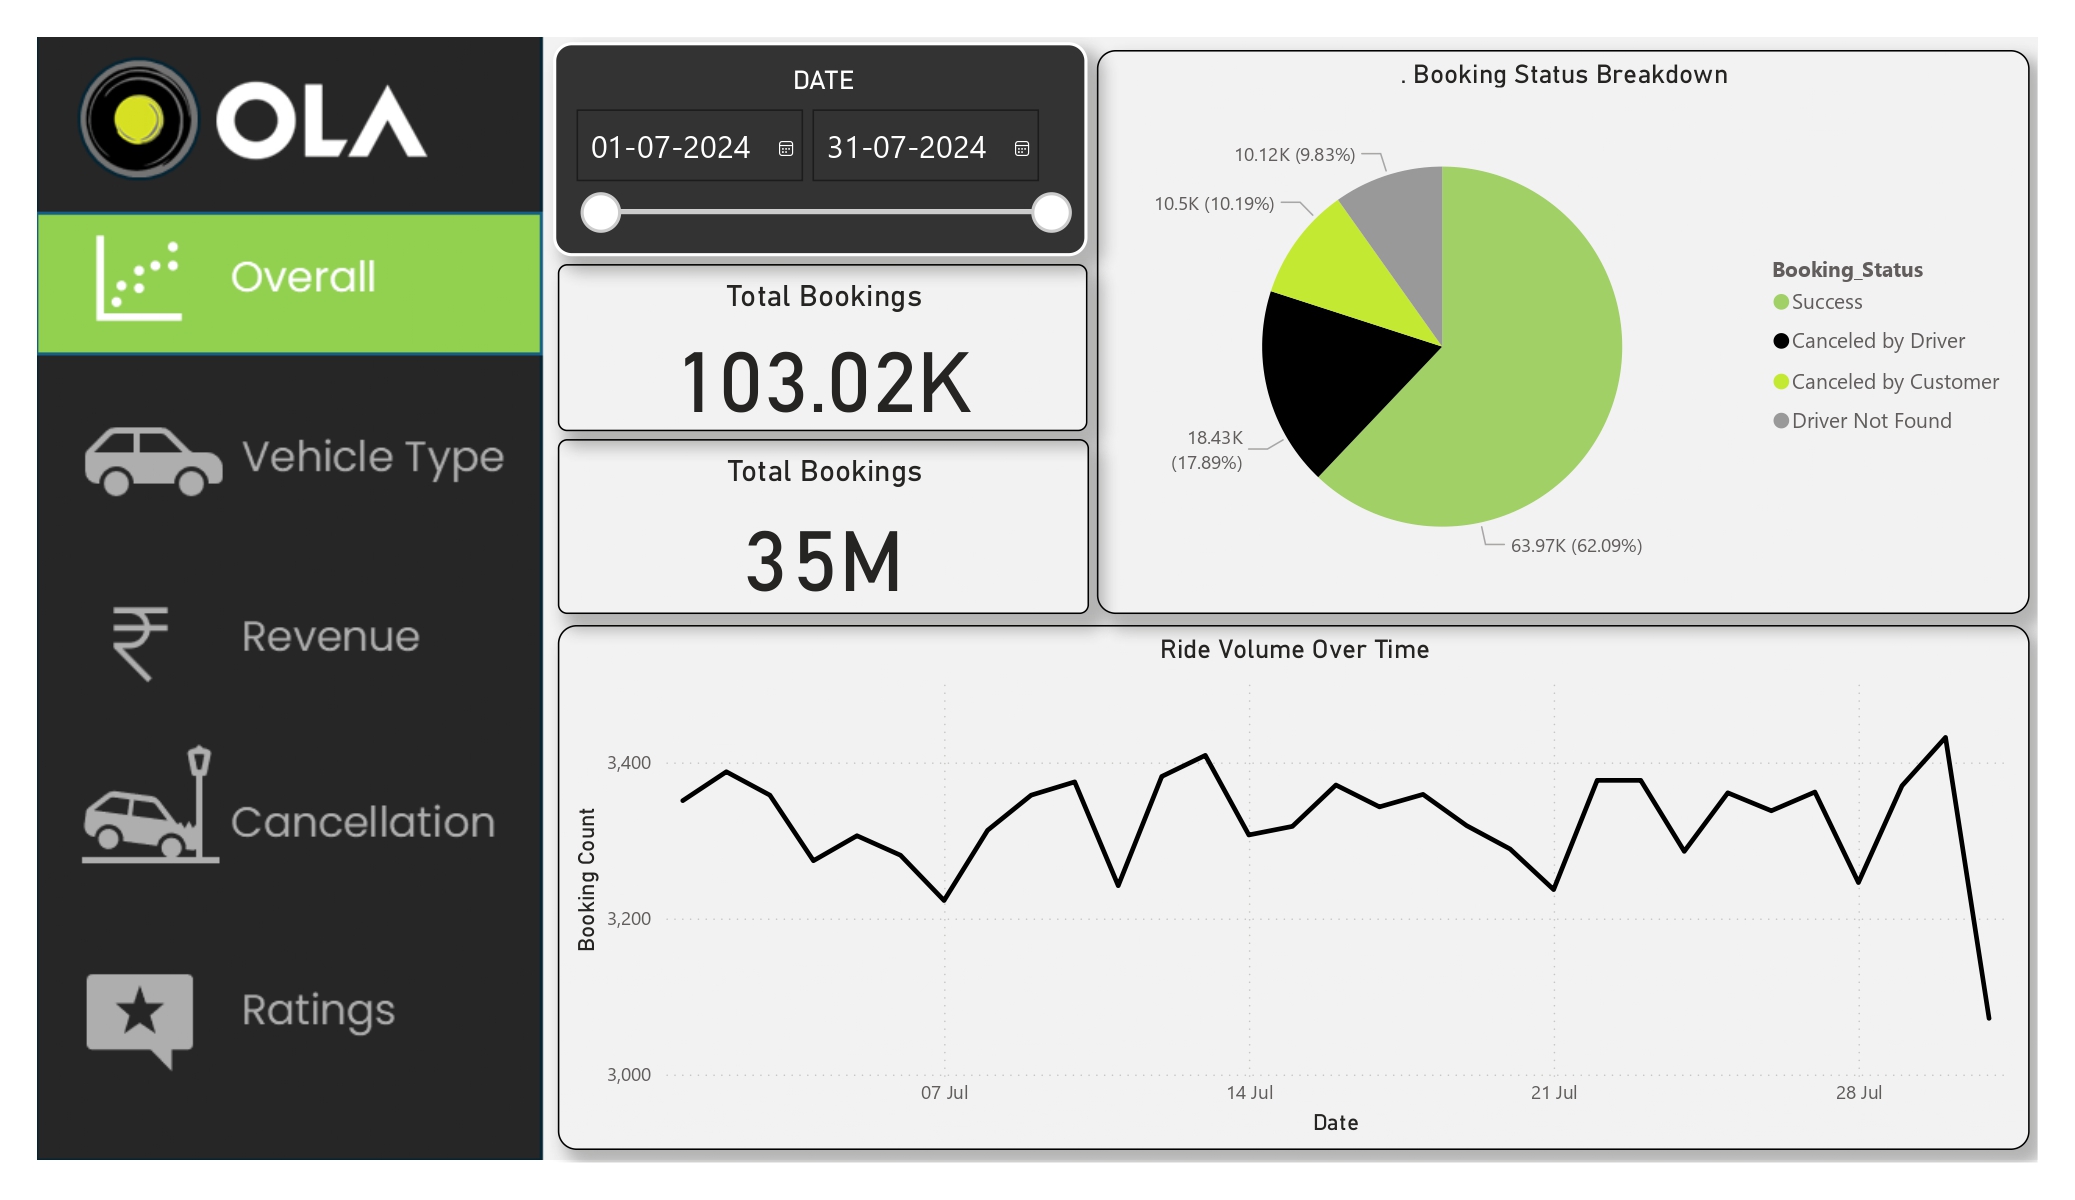 OLA
Overall
Vehicle Type
Revenue
Cancellation
Ratings
DATE
01-07-2024 31-07-2024
Total Bookings
103.02K
Total Bookings
35M
. Booking Status Breakdown
10.12K (9.83%)
10.5K (10.19%)
18.43K
(17.89%)
63.97K (62.09%)
Booking_Status
Success
Canceled by Driver
Canceled by Customer
Driver Not Found
Ride Volume Over Time
Booking Count
3,400
3,200
3,000
07 Jul 14 Jul 21 Jul 28 Jul
Date